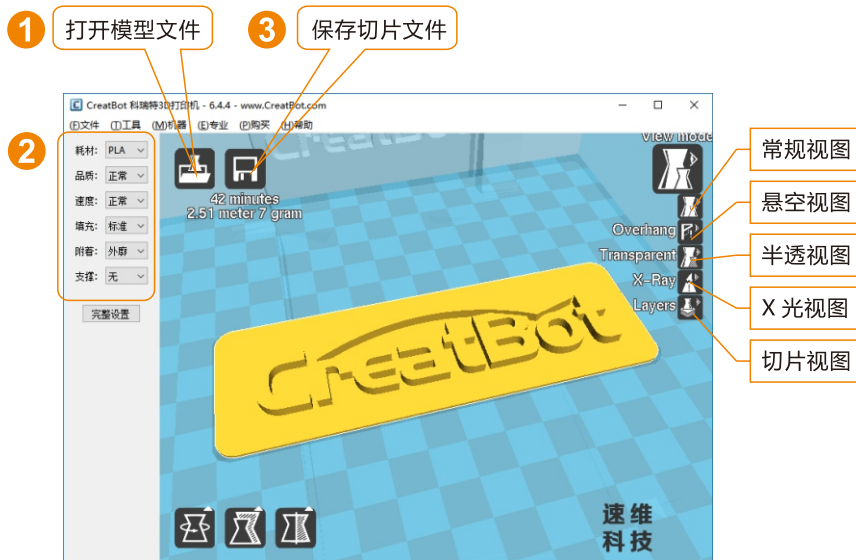 1 打开模型文件
3 保存切片文件
C CreatBot 科瑞特3D打印机 - 6.4.4 - www.CreatBot.com
(F)文件 (T)工具 (M)机器 (E)专业 (P)购买 (H)帮助
2
耗材: PLA
品质: 正常
速度: 正常
填充: 标准
附着: 外廓
支撑: 无
完整设置
CreatBot
42 minutes
2.51 meter 7 gram
View mode
Overhang
Transparent
X-Ray
Layers
常规视图
悬空视图
半透视图
X 光视图
切片视图
CreatBot
速维
科技